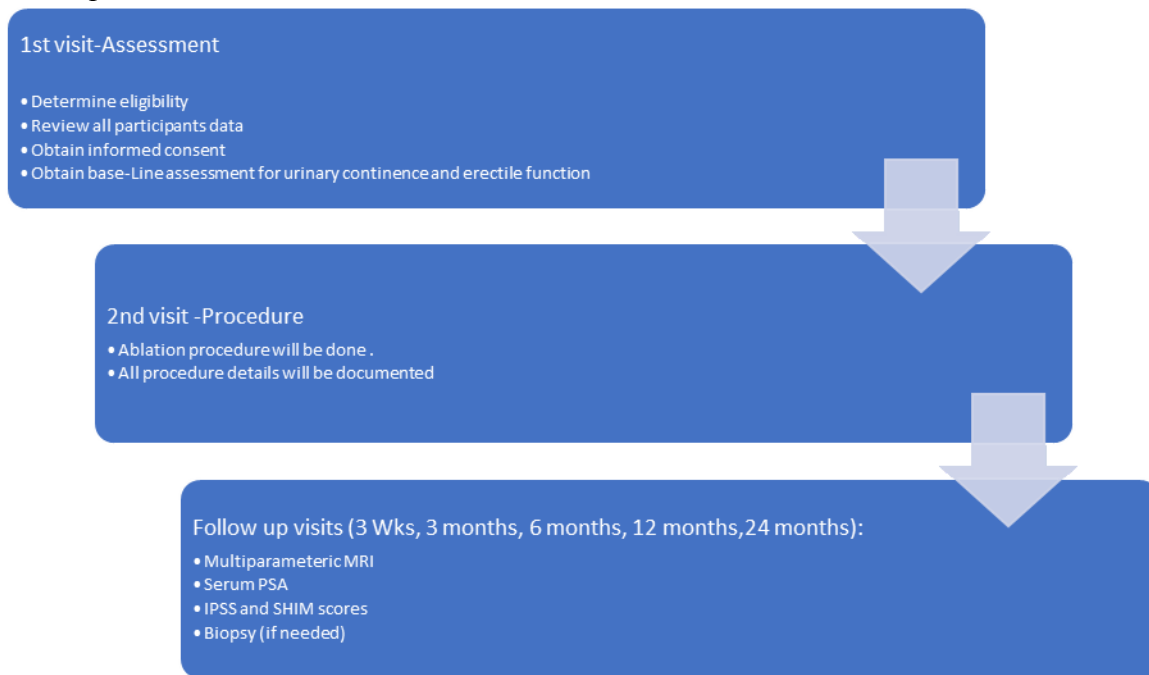 1st visit-Assessment
• Determine eligibility
• Review all participants data
• Obtain informed consent
• Obtain base-Line assessment for urinary continence and erectile function
2nd visit -Procedure
• Ablation procedure will be done .
• All procedure details will be documented
Follow up visits (3 Wks, 3 months, 6 months, 12 months,24 months):
• Multiparameteric MRI
• Serum PSA
• IPSS and SHIM scores
• Biopsy (if needed)